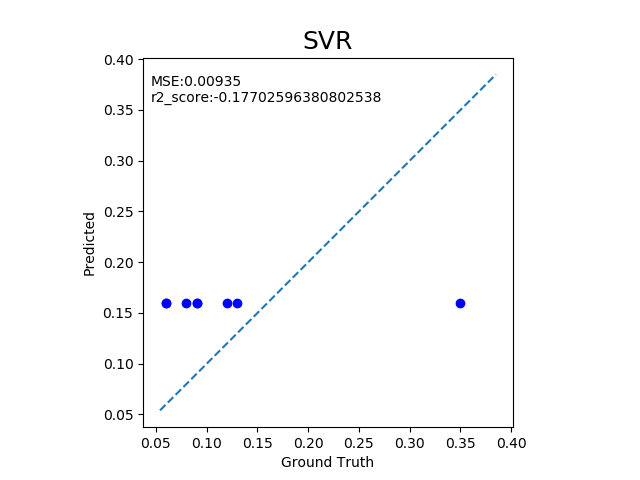 SVR
MSE:0.00935
r2_score:-0.17702596380802538
0.40
0.35
0.30
0.25
0.20
0.15
0.10
0.05
Predicted
0.05 0.10 0.15 0.20 0.25 0.30 0.35 0.40
Ground Truth